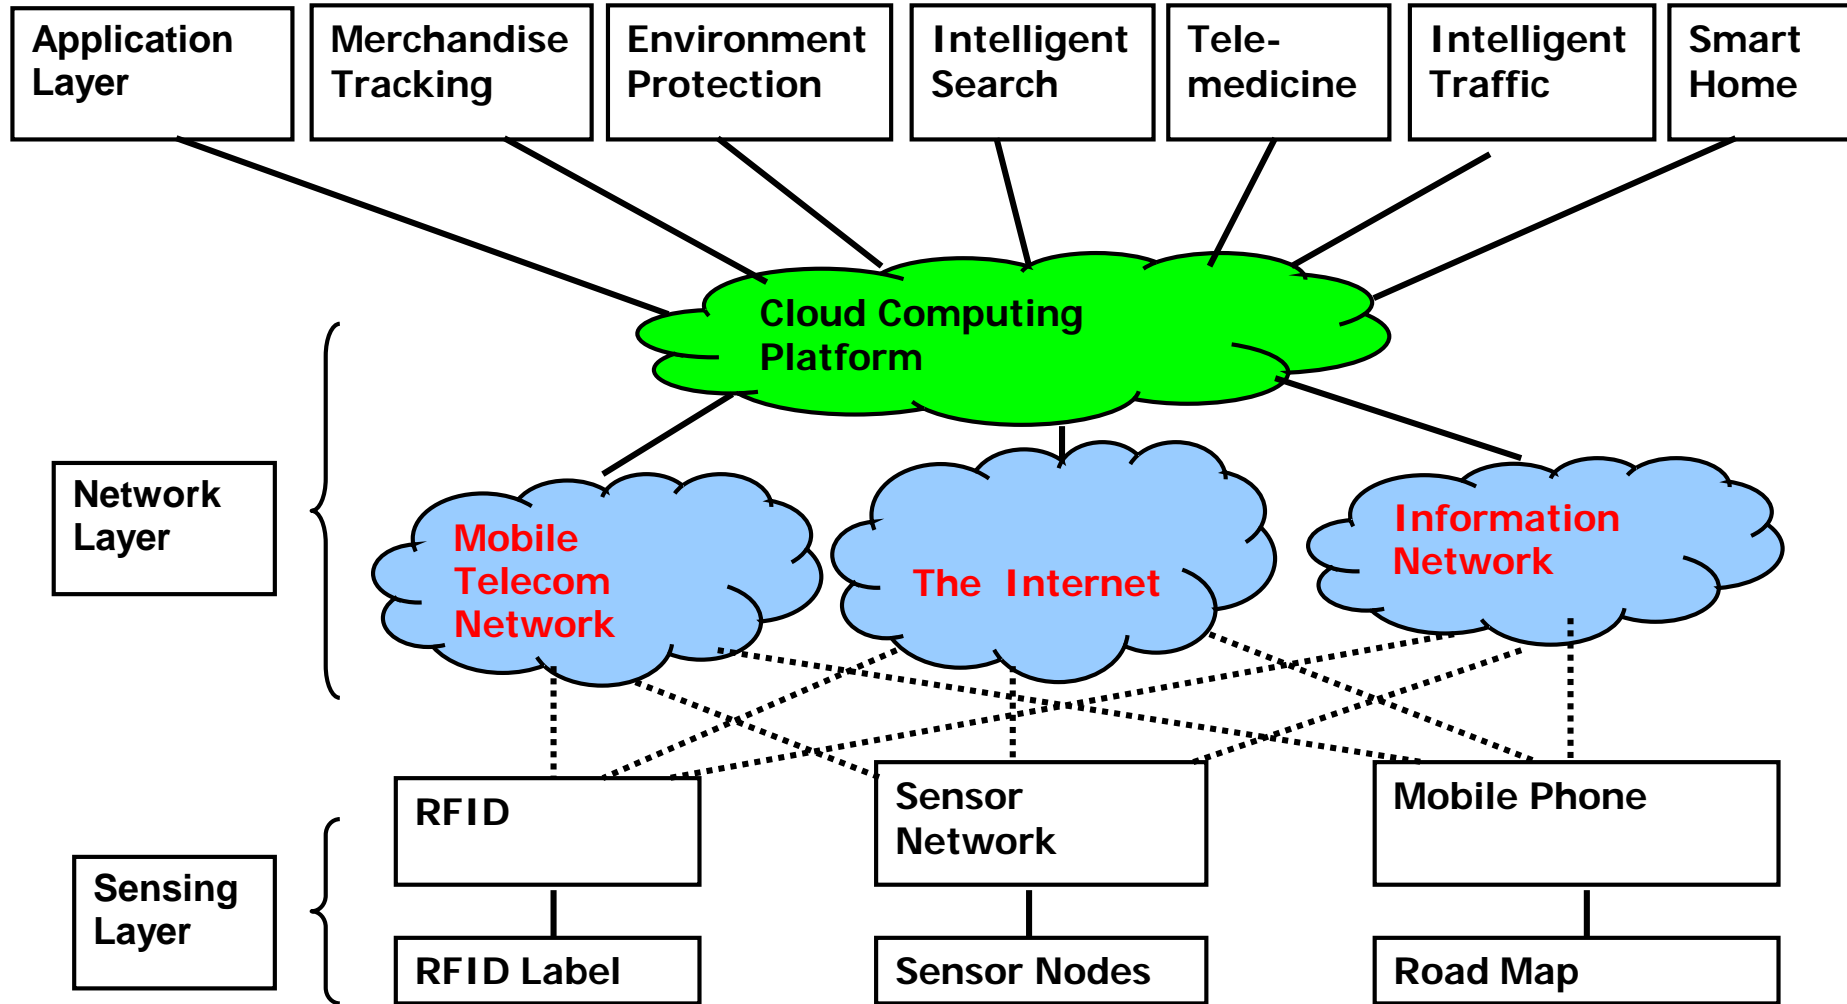 Application
Layer
Merchandise
Tracking
Environment
Protection
Intelligent
Search
Tele-
medicine
Intelligent
Traffic
Smart
Home
Cloud Computing
Platform
Network
Layer
Mobile
Telecom
Network
The Internet
Information
Network
Sensing
Layer
RFID
Sensor
Network
Mobile Phone
RFID Label
Sensor Nodes
Road Map